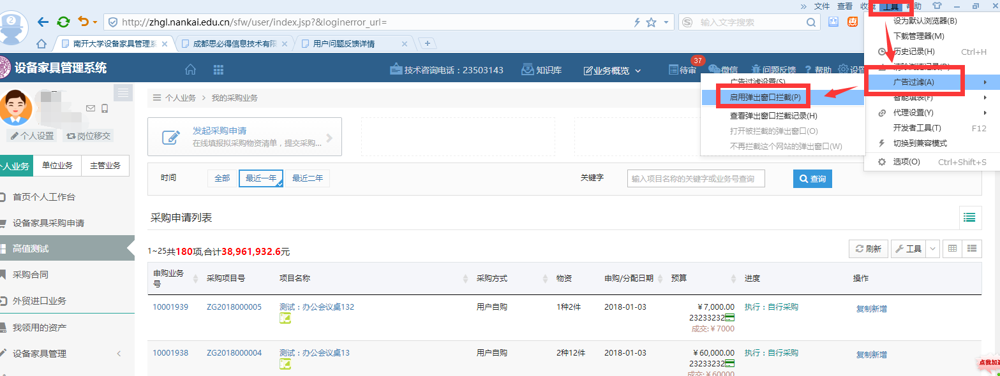 文件 查看 收藏 工具 帮助
http://zhgl.nankai.edu.cn/sfw/user/index.jsp?&loginerror_url=
输入文字搜索
南开大学设备家具管理系
成都思必得信息技术有限
用户问题反馈详情
设为默认浏览器(B)
下载管理器(M)
历史记录(H) Ctrl+H
清除浏览记录(D)
广告过滤(A)
智能填表(F)
代理设置(Y)
开发者工具(T) F12
切换到兼容模式
选项(O) Ctrl+Shift+S
广告过滤设置(S)
启用弹出窗口拦截(P)
查看弹出窗口拦截记录(H)
打开被拦截的弹出窗口(O)
不再拦截这个网站的弹出窗口(W)
设备家具管理系统
技术咨询电话：23503143
知识库
业务概览
待审
37
微信
问题反馈
帮助
设置
个人设置 岗位移交
个人业务 单位业务 主管业务
首页个人工作台
设备家具采购申请
高值测试
采购合同
外贸进口业务
我领用的资产
设备家具管理
个人业务 > 我的采购业务
发起采购申请
在线填报拟采购物资清单，提交采购...
时间 全部 最近一年 最近二年 关键字 输入项目名称的关键字或业务号查询 查询
采购申请列表
1~25共180项,合计38,961,932.6元
刷新 工具
申购业务号 采购项目号 项目名称 采购方式 物资 申购/分配日期 预算 进度 操作
10001939 ZG2018000005 测试：办公会议桌132 用户自购 1种2件 2018-01-03 ￥7,000.00 执行：自行采购 复制新增
23233232
成交:￥7000
10001938 ZG2018000004 测试：办公会议桌13 用户自购 2种12件 2018-01-03 ￥60,000.00 执行：自行采购 复制新增
23233232
成交:￥60000
点我加速